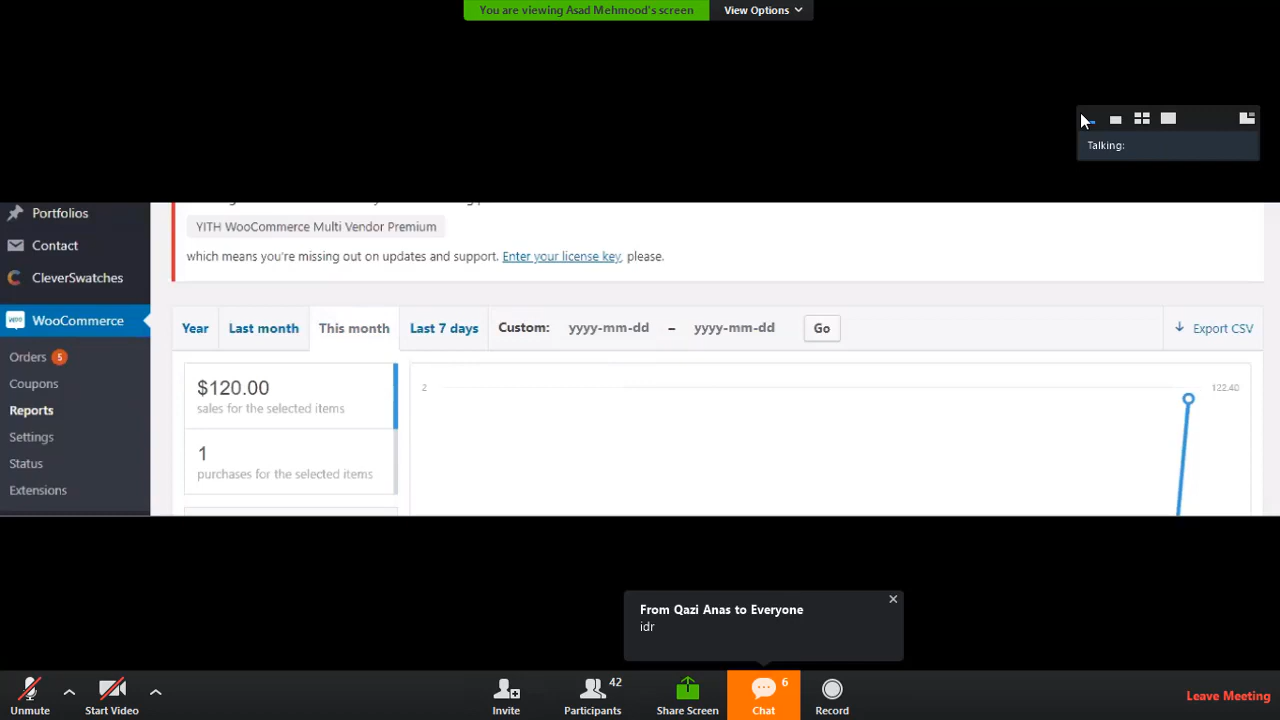 You are viewing Asad Mehmood's screen View Options
Talking:
Portfolios
YITH WooCommerce Multi Vendor Premium
Contact
which means you're missing out on updates and support. Enter your license key, please.
CleverSwatches
WooCommerce
Year Last month This month Last 7 days Custom: yyyy-mm-dd – yyyy-mm-dd Go Export CSV
Orders 5
Coupons
Reports
Settings
Status
Extensions
$120.00
sales for the selected items
1
purchases for the selected items
2 122.40
From Qazi Anas to Everyone
idr
Unmute Start Video Invite Participants 42 Share Screen Chat 6 Record Leave Meeting